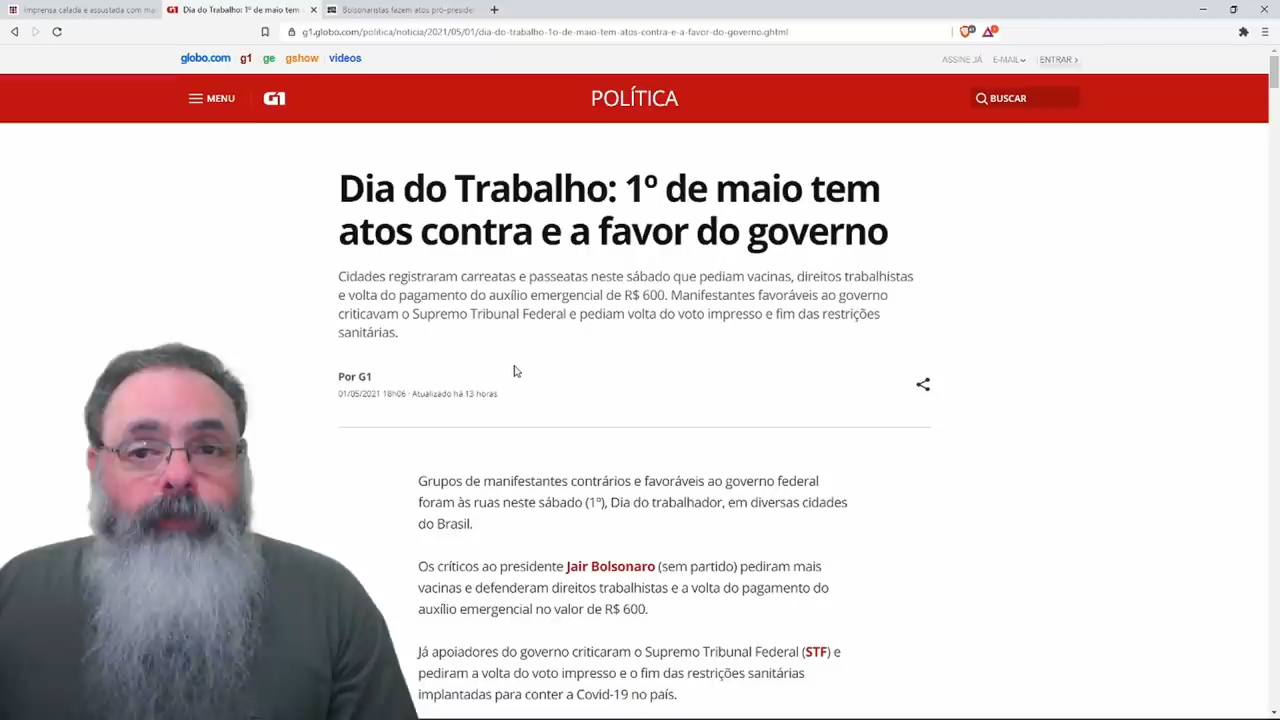 Imprensa calada e assustada com ma
Dia do Trabalho: 1º de maio tem
Bolsonaristas fazem atos pró-preside
g1.globo.com/politica/noticia/2021/05/01/dia-do-trabalho-1o-de-maio-tem-atos-contra-e-a-favor-do-governo.ghtml
globo.com g1 ge gshow videos
ASSINE JÁ E-MAIL ENTRAR
MENU G1 POLÍTICA BUSCAR
Dia do Trabalho: 1º de maio tem
atos contra e a favor do governo
Cidades registraram carreatas e passeatas neste sábado que pediam vacinas, direitos trabalhistas
e volta do pagamento do auxílio emergencial de R$ 600. Manifestantes favoráveis ao governo
criticavam o Supremo Tribunal Federal e pediam volta do voto impresso e fim das restrições
sanitárias.
Por G1
01/05/2021 18h06 · Atualizado há 13 horas
Grupos de manifestantes contrários e favoráveis ao governo federal
foram às ruas neste sábado (1º), Dia do trabalhador, em diversas cidades
do Brasil.
Os críticos ao presidente Jair Bolsonaro (sem partido) pediram mais
vacinas e defenderam direitos trabalhistas e a volta do pagamento do
auxílio emergencial no valor de R$ 600.
Já apoiadores do governo criticaram o Supremo Tribunal Federal (STF) e
pediram a volta do voto impresso e o fim das restrições sanitárias
implantadas para conter a Covid-19 no país.